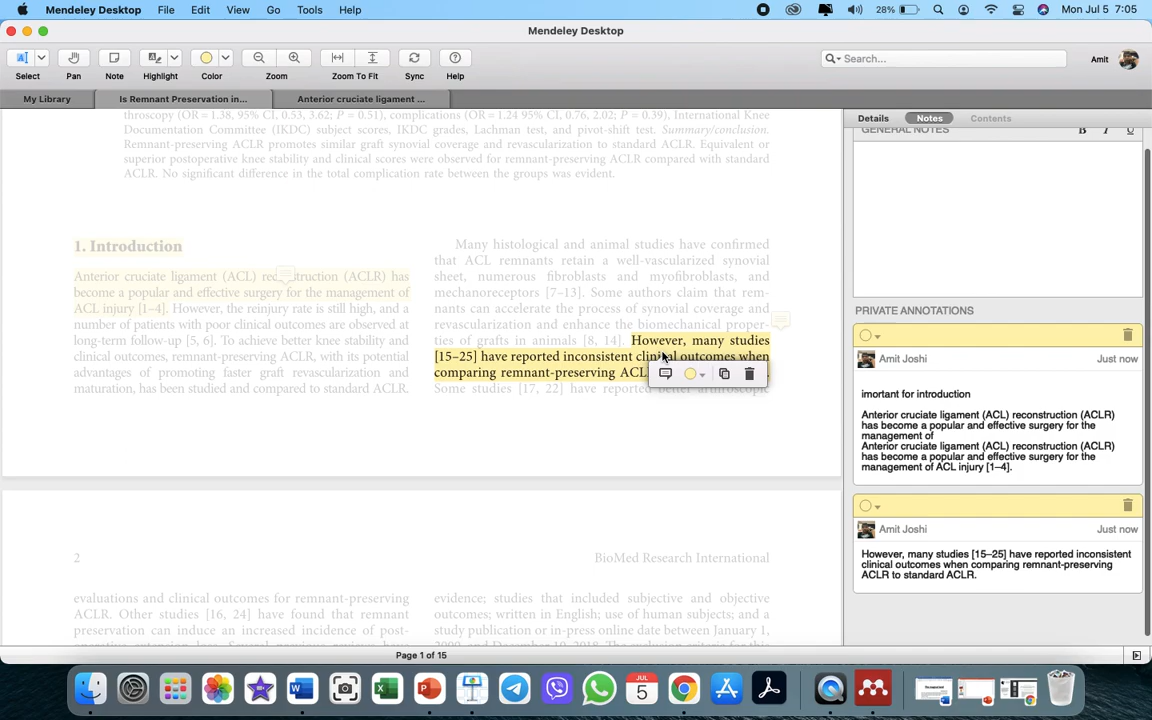 Mendeley Desktop File Edit View Go Tools Help 28% Mon Jul 5 7:05
Mendeley Desktop
Search...
Amit
Select Pan Note Highlight Color Zoom Zoom To Fit Sync Help
My Library Is Remnant Preservation in... Anterior cruciate ligament ...
Details Notes Contents
throscopy (OR = 1.38, 95% CI, 0.53, 3.62; P = 0.51), complications (OR = 1.24 95% CI, 0.76, 2.02; P = 0.39), International Knee
Documentation Committee (IKDC) subject scores, IKDC grades, Lachman test, and pivot-shift test. Summary/conclusion.
Remnant-preserving ACLR promotes similar graft synovial coverage and revascularization to standard ACLR. Equivalent or
superior postoperative knee stability and clinical scores were observed for remnant-preserving ACLR compared with standard
ACLR. No significant difference in the total complication rate between the groups was evident.
1. Introduction
Anterior cruciate ligament (ACL) reconstruction (ACLR) has
become a popular and effective surgery for the management of
ACL injury [1–4]. However, the reinjury rate is still high, and a
number of patients with poor clinical outcomes are observed at
long-term follow-up [5, 6]. To achieve better knee stability and
clinical outcomes, remnant-preserving ACLR, with its potential
advantages of promoting faster graft revascularization and
maturation, has been studied and compared to standard ACLR.
Many histological and animal studies have confirmed
that ACL remnants retain a well-vascularized synovial
sheet, numerous fibroblasts and myofibroblasts, and
mechanoreceptors [7–13]. Some authors claim that rem-
nants can accelerate the process of synovial coverage and
revascularization and enhance the biomechanical proper-
ties of grafts in animals [8, 14]. However, many studies
[15–25] have reported inconsistent clinical outcomes when
comparing remnant-preserving ACL
Some studies [17, 22] have reported better arthroscopic
2 BioMed Research International
evaluations and clinical outcomes for remnant-preserving
ACLR. Other studies [16, 24] have found that remnant
preservation can induce an increased incidence of post-
operative extension loss. Several previous reviews have
evidence; studies that included subjective and objective
outcomes; written in English; use of human subjects; and a
study publication or in-press online date between January 1,
2000, and December 10, 2018. The exclusion criteria for this
GENERAL NOTES B I U
PRIVATE ANNOTATIONS
Amit Joshi Just now
imortant for introduction
Anterior cruciate ligament (ACL) reconstruction (ACLR)
has become a popular and effective surgery for the
management of
Anterior cruciate ligament (ACL) reconstruction (ACLR)
has become a popular and effective surgery for the
management of ACL injury [1–4].
Amit Joshi Just now
However, many studies [15–25] have reported inconsistent
clinical outcomes when comparing remnant-preserving
ACLR to standard ACLR.
Page 1 of 15
JUL
5